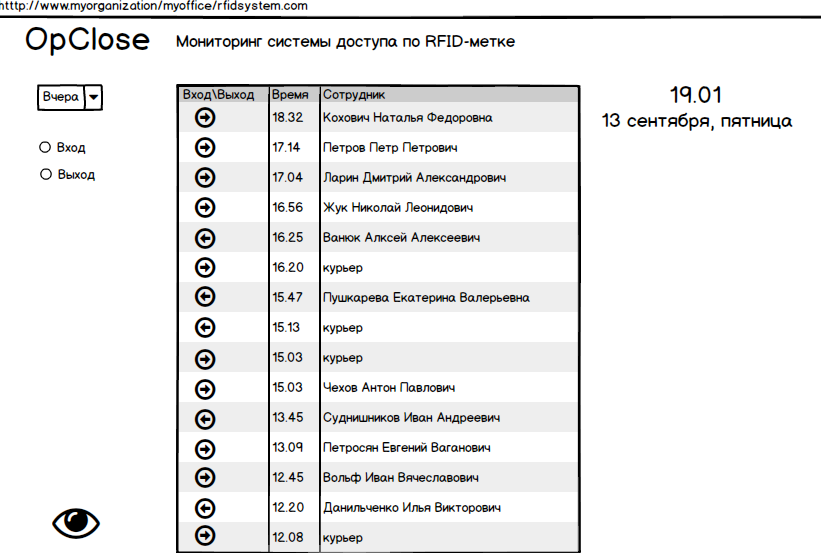 htttp://www.myorganization/myoffice/rfidsystem.com
OpClose Мониторинг системы доступа по RFID-метке
Вчера
Вход
Выход
Вход\Выход Время Сотрудник
18.32 Кохович Наталья Федоровна
17.14 Петров Петр Петрович
17.04 Ларин Дмитрий Александрович
16.56 Жук Николай Леонидович
16.25 Ванюк Алксей Алексеевич
16.20 курьер
15.47 Пушкарева Екатерина Валерьевна
15.13 курьер
15.03 курьер
15.03 Чехов Антон Павлович
13.45 Суднишников Иван Андреевич
13.09 Петросян Евгений Ваганович
12.45 Вольф Иван Вячеславович
12.20 Данильченко Илья Викторович
12.08 курьер
19.01
13 сентября, пятница